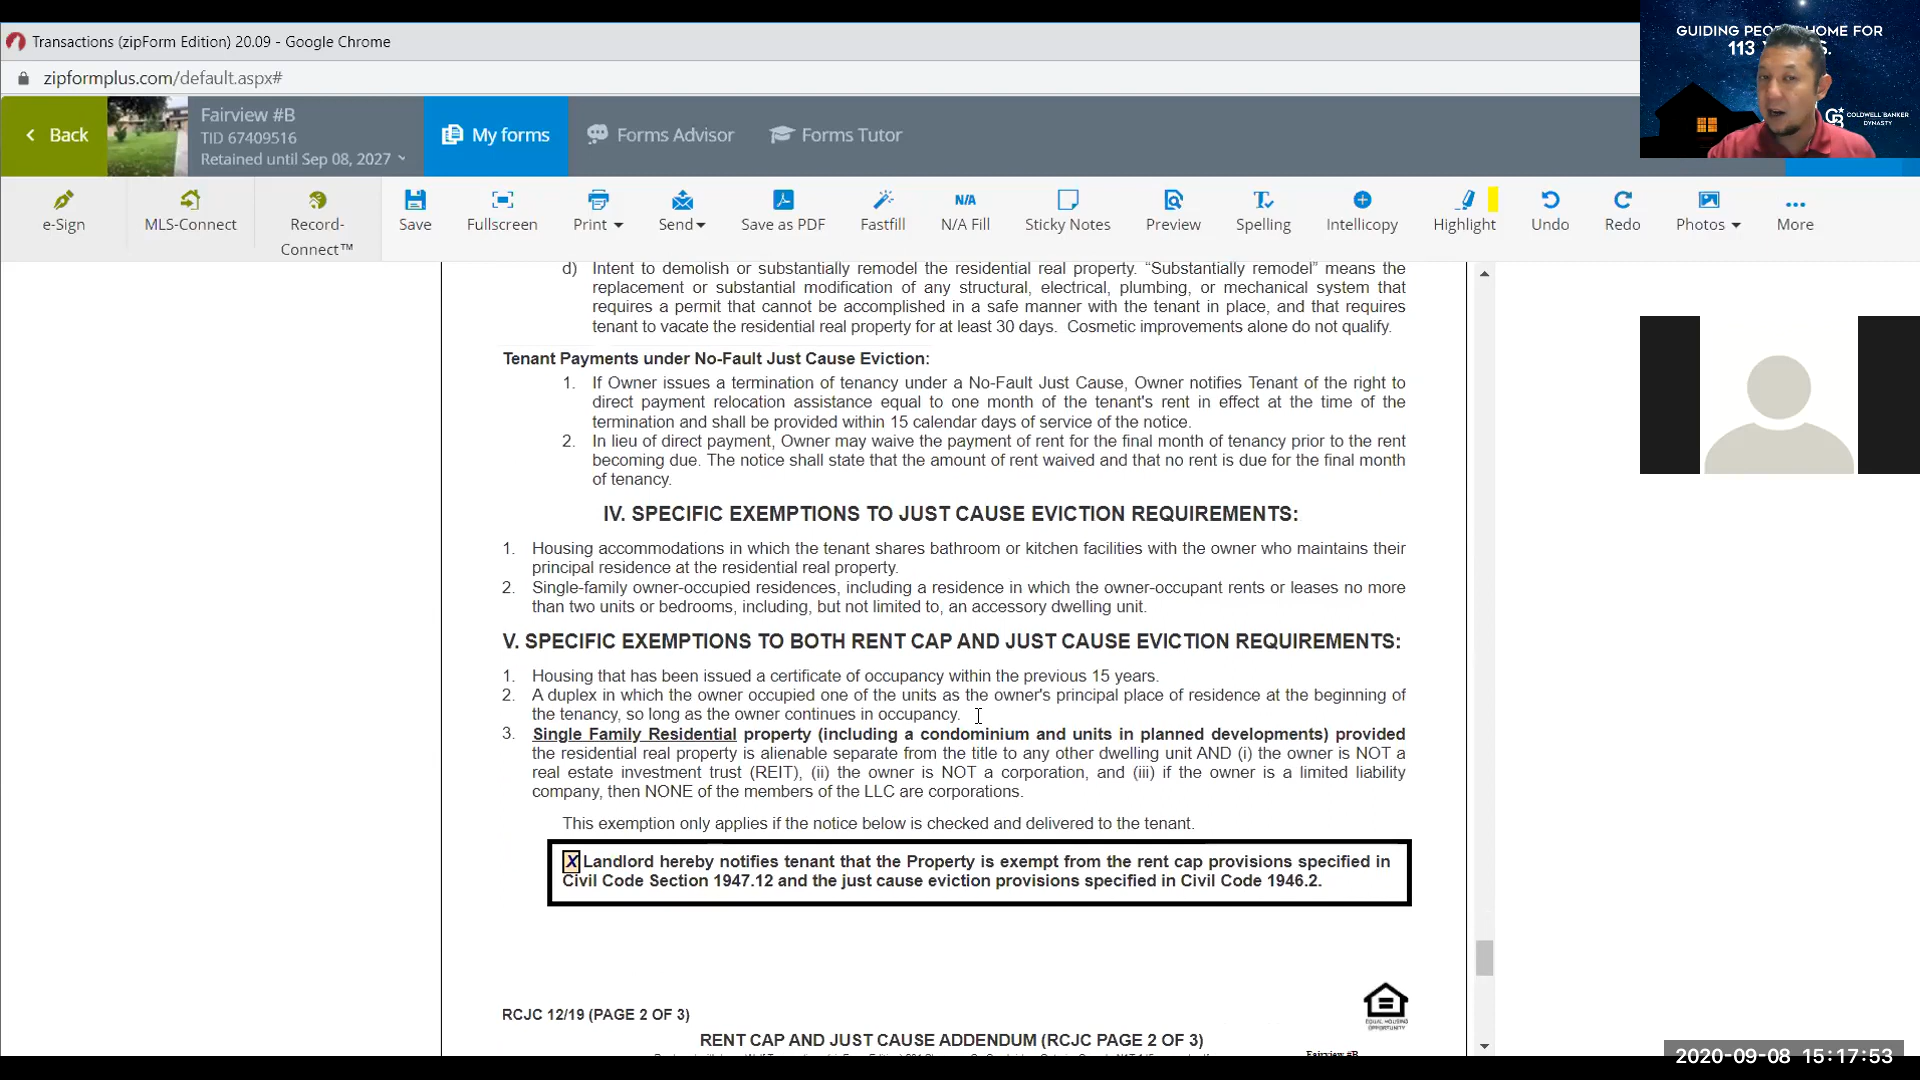 Transactions (zipForm Edition) 20.09 - Google Chrome
zipformplus.com/default.aspx#
Back
Fairview #B
TID 67409516
Retained until Sep 08, 2027
My forms
Forms Advisor
Forms Tutor
GUIDING PEOPLE HOME FOR
113
COLDWELL BANKER
DYNASTY
e-Sign
MLS-Connect
Record-
Connect™
Save
Fullscreen
Print
Send
Save as PDF
Fastfill
N/A
N/A Fill
Sticky Notes
Preview
Spelling
Intellicopy
Highlight
Undo
Redo
Photos
More
d) Intent to demolish or substantially remodel the residential real property. “Substantially remodel” means the
replacement or substantial modification of any structural, electrical, plumbing, or mechanical system that
requires a permit that cannot be accomplished in a safe manner with the tenant in place, and that requires
tenant to vacate the residential real property for at least 30 days. Cosmetic improvements alone do not qualify.
Tenant Payments under No-Fault Just Cause Eviction:
1. If Owner issues a termination of tenancy under a No-Fault Just Cause, Owner notifies Tenant of the right to
direct payment relocation assistance equal to one month of the tenant's rent in effect at the time of the
termination and shall be provided within 15 calendar days of service of the notice.
2. In lieu of direct payment, Owner may waive the payment of rent for the final month of tenancy prior to the rent
becoming due. The notice shall state that the amount of rent waived and that no rent is due for the final month
of tenancy.
IV. SPECIFIC EXEMPTIONS TO JUST CAUSE EVICTION REQUIREMENTS:
1. Housing accommodations in which the tenant shares bathroom or kitchen facilities with the owner who maintains their
principal residence at the residential real property.
2. Single-family owner-occupied residences, including a residence in which the owner-occupant rents or leases no more
than two units or bedrooms, including, but not limited to, an accessory dwelling unit.
V. SPECIFIC EXEMPTIONS TO BOTH RENT CAP AND JUST CAUSE EVICTION REQUIREMENTS:
1. Housing that has been issued a certificate of occupancy within the previous 15 years.
2. A duplex in which the owner occupied one of the units as the owner's principal place of residence at the beginning of
the tenancy, so long as the owner continues in occupancy.
3. Single Family Residential property (including a condominium and units in planned developments) provided
the residential real property is alienable separate from the title to any other dwelling unit AND (i) the owner is NOT a
real estate investment trust (REIT), (ii) the owner is NOT a corporation, and (iii) if the owner is a limited liability
company, then NONE of the members of the LLC are corporations.
This exemption only applies if the notice below is checked and delivered to the tenant.
X Landlord hereby notifies tenant that the Property is exempt from the rent cap provisions specified in
Civil Code Section 1947.12 and the just cause eviction provisions specified in Civil Code 1946.2.
EQUAL HOUSING
OPPORTUNITY
RCJC 12/19 (PAGE 2 OF 3)
RENT CAP AND JUST CAUSE ADDENDUM (RCJC PAGE 2 OF 3)
Fairview #B
2020-09-08 15:17:53